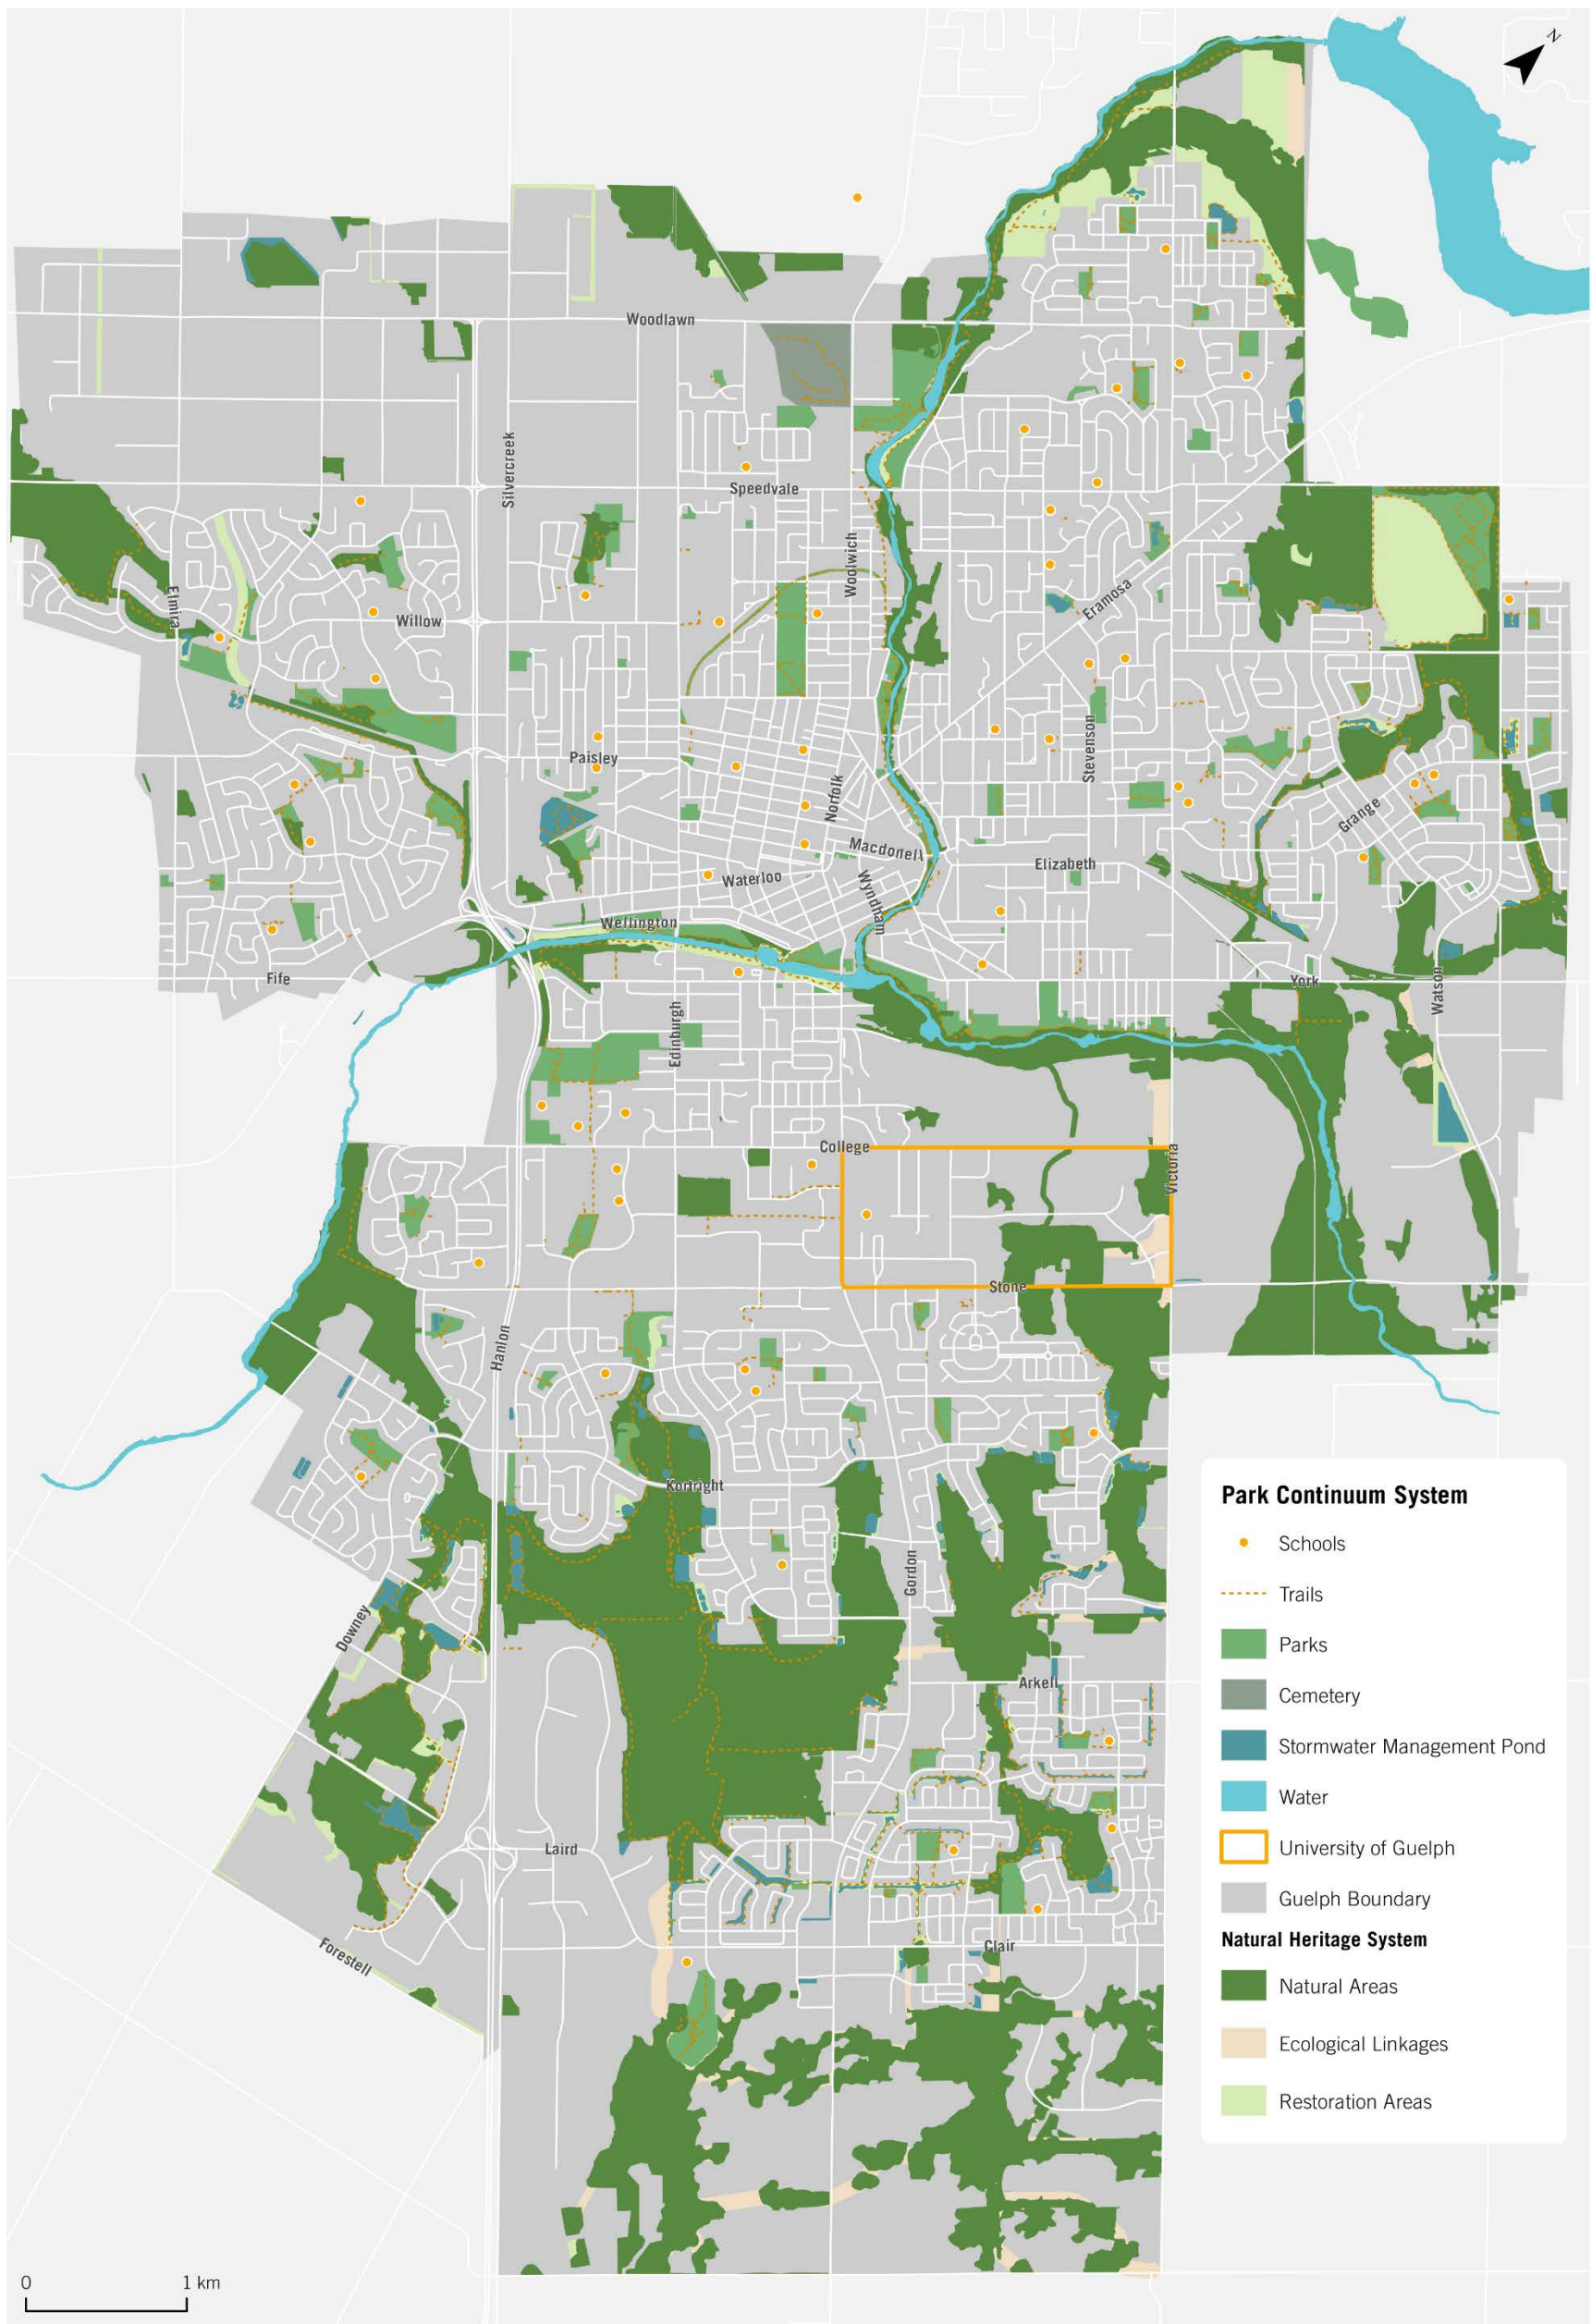 N
Woodlawn
Silvercreek
Speedvale
Woolwich
Elmira
Willow
Eramosa
Stevenson
Paisley
Norfolk
Grange
Macdonell
Elizabeth
Waterloo
Wyndham
Wellington
Fife
York
Watson
Edinburgh
College
Victoria
Stone
Hanlon
Kortright
Gordon
Downey
Arkell
Laird
Clair
Forestell
Park Continuum System
Schools
Trails
Parks
Cemetery
Stormwater Management Pond
Water
University of Guelph
Guelph Boundary
Natural Heritage System
Natural Areas
Ecological Linkages
Restoration Areas
0 1 km